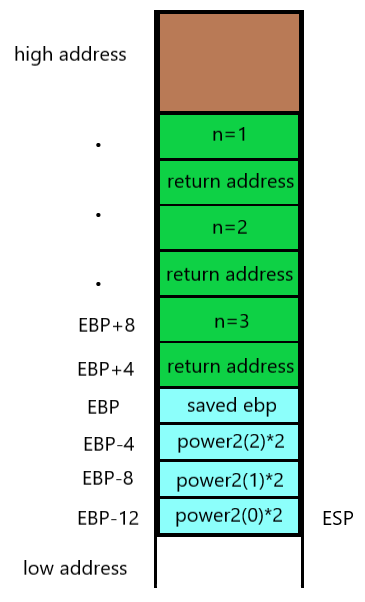 high address
.
n=1
return address
.
n=2
return address
.
EBP+8 n=3
EBP+4 return address
EBP saved ebp
EBP-4 power2(2)*2
EBP-8 power2(1)*2
EBP-12 power2(0)*2 ESP
low address